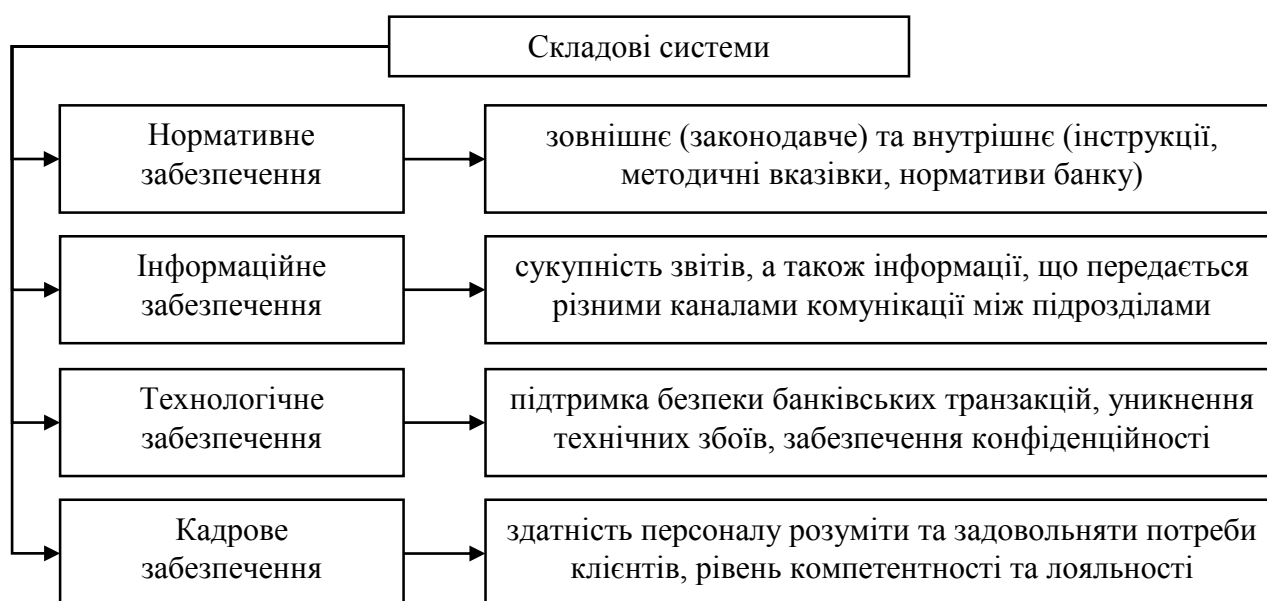 Складові системи
Нормативне
забезпечення
зовнішнє (законодавче) та внутрішнє (інструкції,
методичні вказівки, нормативи банку)
Інформаційне
забезпечення
сукупність звітів, а також інформації, що передається
різними каналами комунікації між підрозділами
Технологічне
забезпечення
підтримка безпеки банківських транзакцій, уникнення
технічних збоїв, забезпечення конфіденційності
Кадрове
забезпечення
здатність персоналу розуміти та задовольняти потреби
клієнтів, рівень компетентності та лояльності